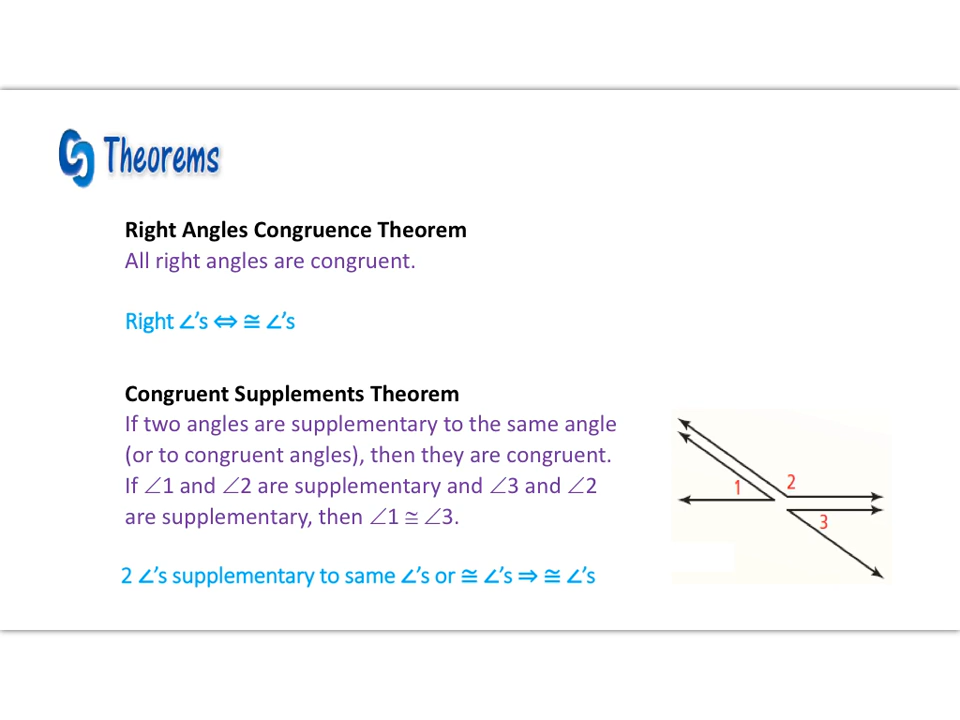 Theorems
Right Angles Congruence Theorem
All right angles are congruent.
Right ∠'s ⇔ ≅ ∠'s
Congruent Supplements Theorem
If two angles are supplementary to the same angle
(or to congruent angles), then they are congruent.
If ∠1 and ∠2 are supplementary and ∠3 and ∠2
are supplementary, then ∠1 ≅ ∠3.
2 ∠'s supplementary to same ∠'s or ≅ ∠'s ⇒ ≅ ∠'s
1
2
3